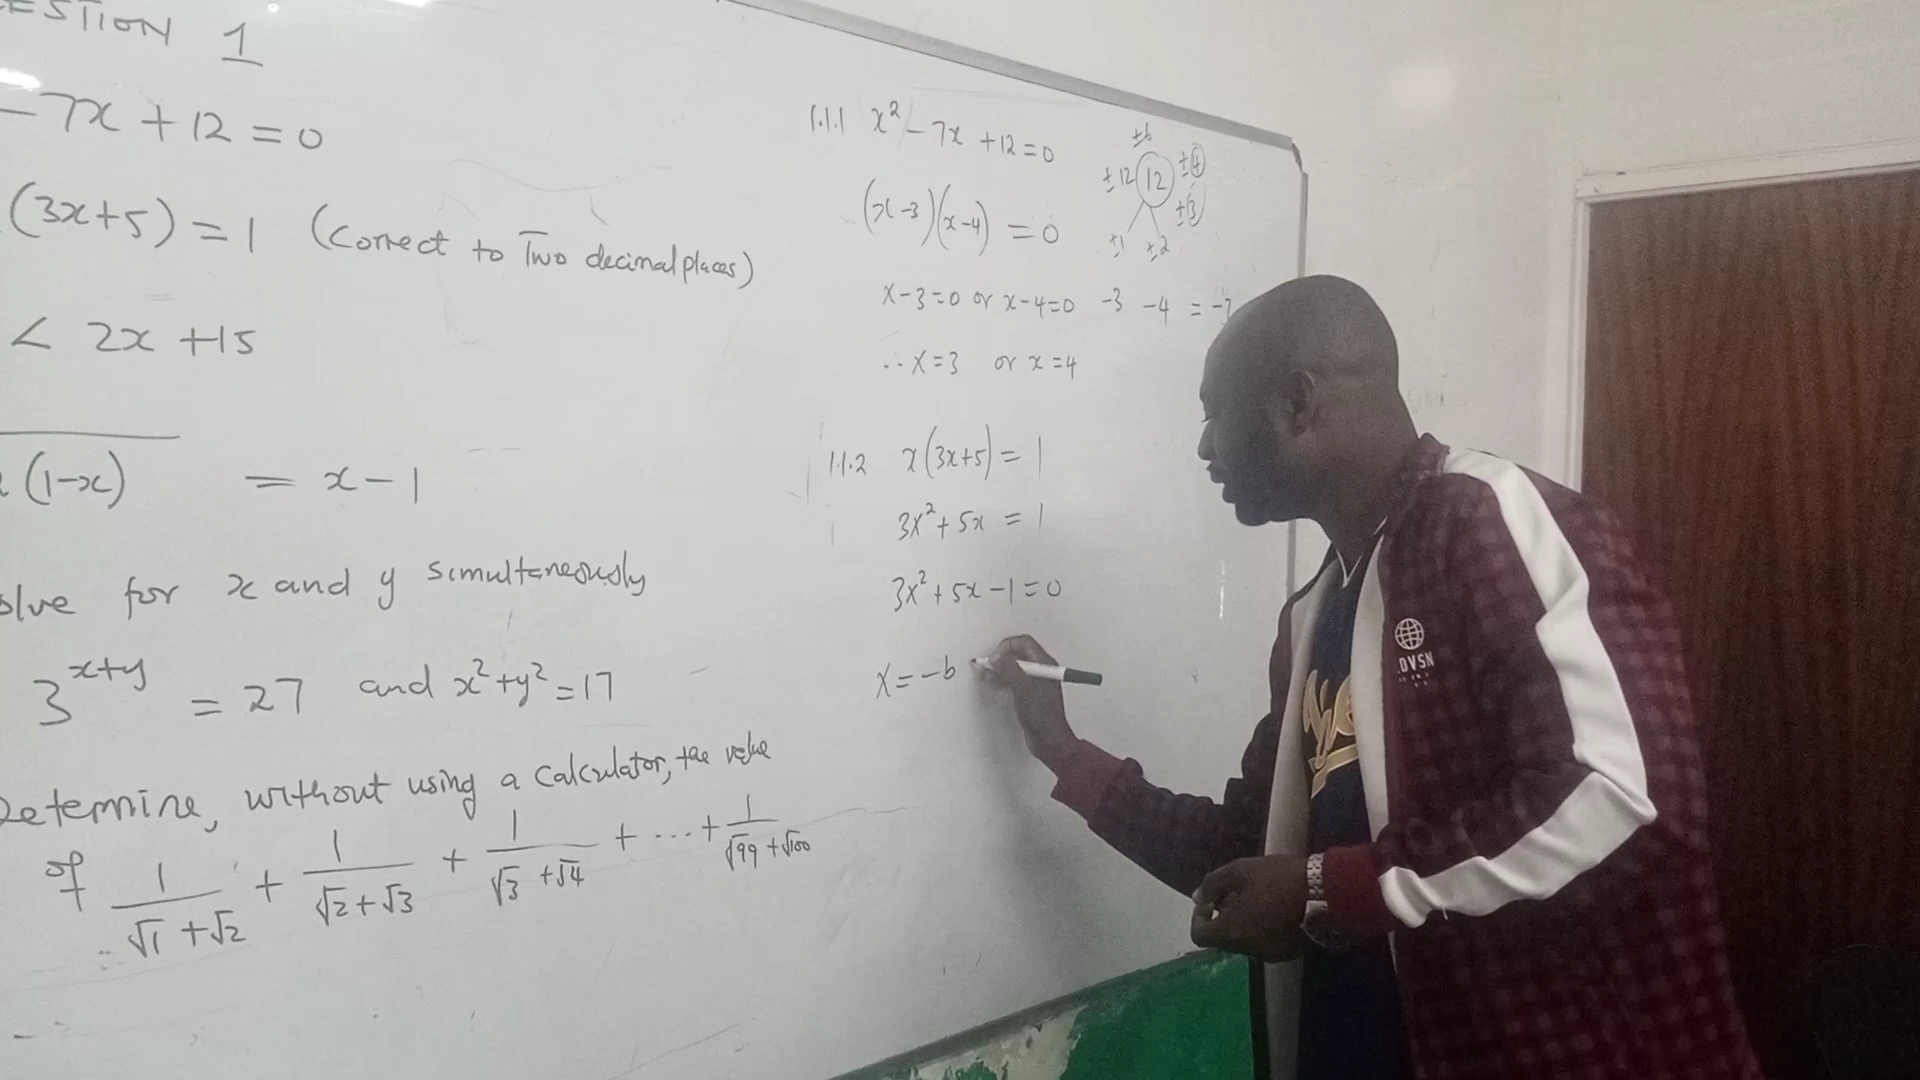 ESTION 1
- 7x + 12 = 0
(3x+5) = 1 (Correct to Two decimal places)
< 2x + 15
(1-x) = x - 1
olve for x and y simultaneously
3^{x+y} = 27 and x² + y² = 17
Determine, without using a calculator, the value
of 1/(√1 + √2) + 1/(√2 + √3) + 1/(√3 + √4) + ... + 1/(√99 + √100)
1.1.1 x² - 7x + 12 = 0
(x-3)(x-4) = 0
x-3=0 or x-4=0
∴ x = 3 or x = 4
±6
±12 12 ±4
±3
±1 ±2
-3 -4 = -7
1.1.2 x(3x+5) = 1
3x² + 5x = 1
3x² + 5x - 1 = 0
x = -b
.DVSN